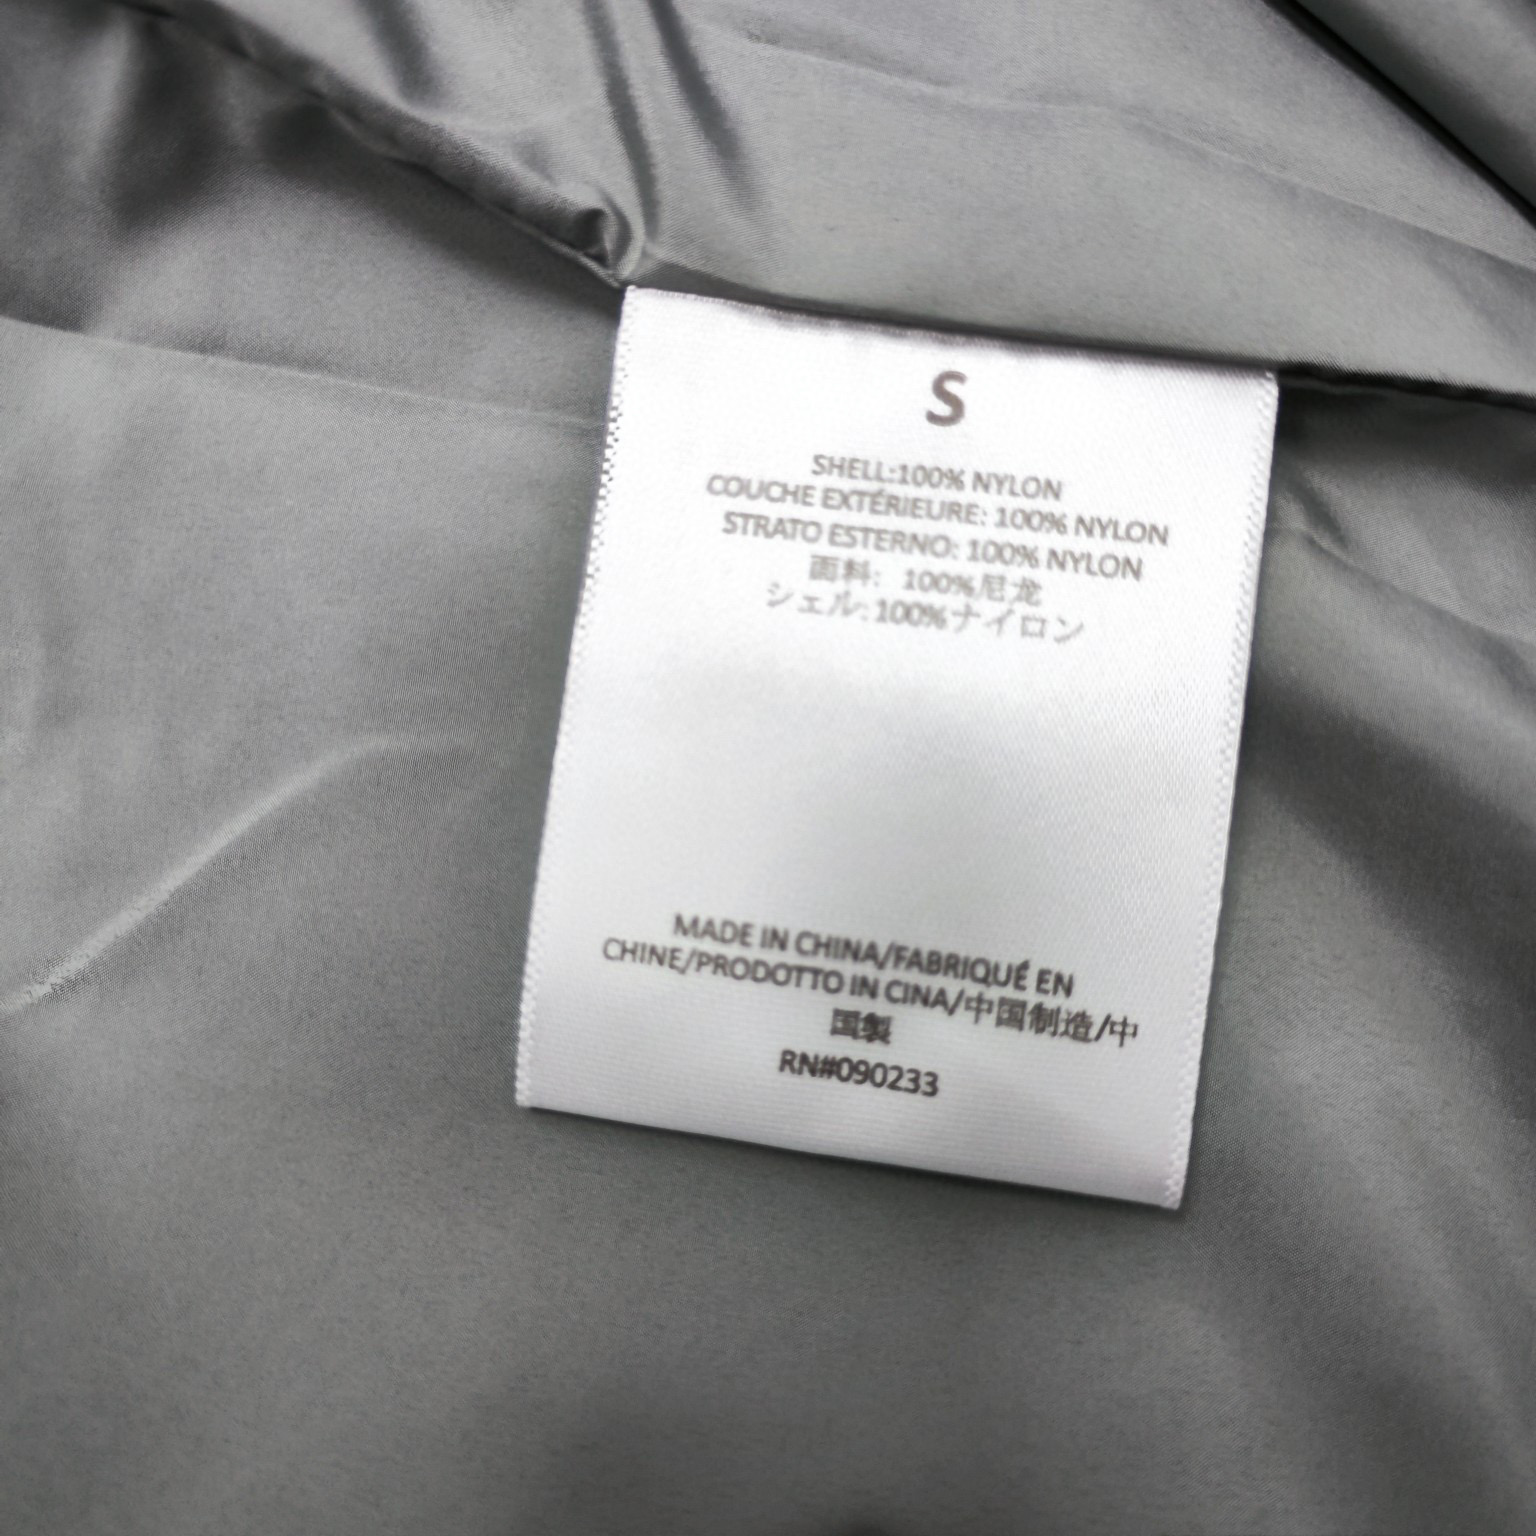 S
SHELL:100% NYLON
COUCHE EXTÉRIEURE: 100% NYLON
STRATO ESTERNO: 100% NYLON
面料: 100%尼龙
シェル:100%ナイロン
MADE IN CHINA/FABRIQUÉ EN
CHINE/PRODOTTO IN CINA/中国制造/中
国製
RN#090233